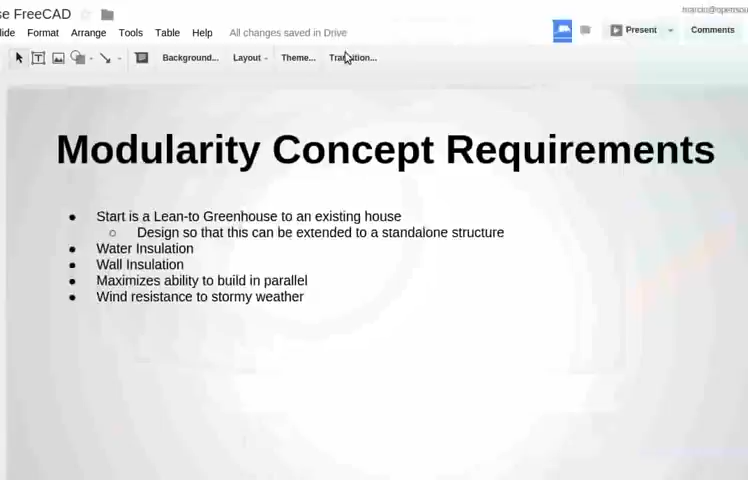 se FreeCAD
lide Format Arrange Tools Table Help All changes saved in Drive
Present Comments
Background... Layout Theme... Transition...
Modularity Concept Requirements
● Start is a Lean-to Greenhouse to an existing house
○ Design so that this can be extended to a standalone structure
● Water Insulation
● Wall Insulation
● Maximizes ability to build in parallel
● Wind resistance to stormy weather